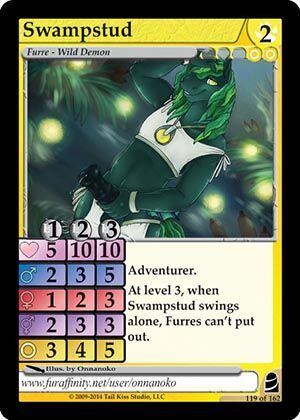 Swampstud
2
Furre - Wild Demon
1 2 3
5 10 10
2 3 5
1 2 3
2 3 3
3 4 5
Adventurer.
At level 3, when
Swampstud swings
alone, Furres can't put
out.
Illus. by Onnanoko
www.furaffinity.net/user/onnanoko
119 of 162
© 2009-2014 Tail Kiss Studio, LLC